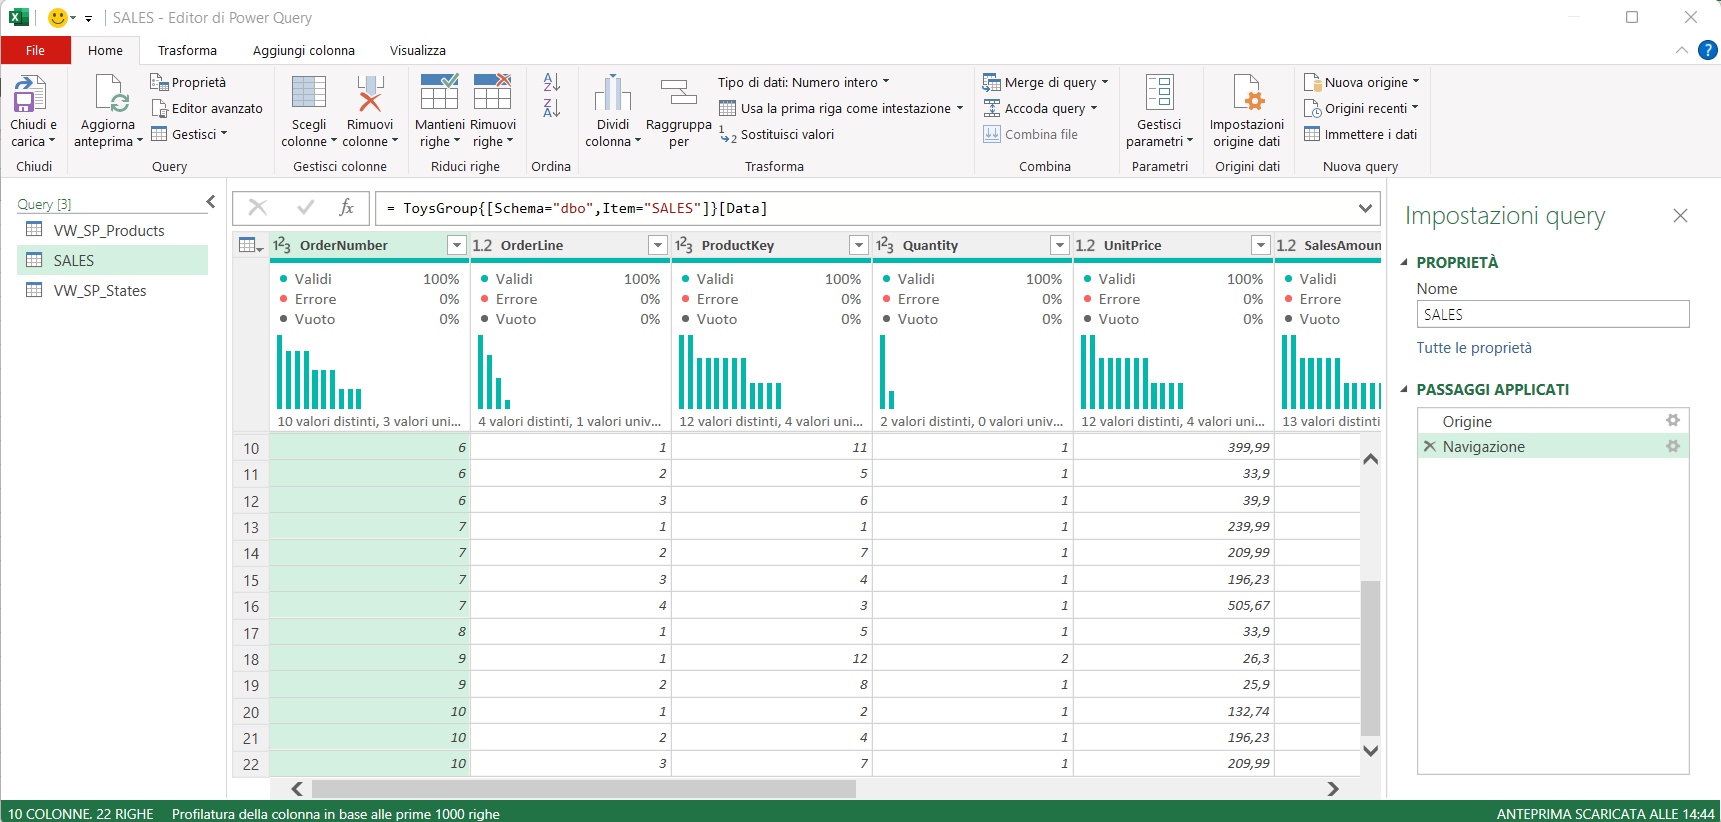 SALES - Editor di Power Query
File Home Trasforma Aggiungi colonna Visualizza
Chiudi e carica
Chiudi
Aggiorna anteprima
Proprietà
Editor avanzato
Gestisci
Query
Scegli colonne
Rimuovi colonne
Gestisci colonne
Mantieni righe
Rimuovi righe
Riduci righe
Ordina
Dividi colonna
Raggruppa per
Tipo di dati: Numero intero
Usa la prima riga come intestazione
Sostituisci valori
Trasforma
Merge di query
Accoda query
Combina file
Combina
Gestisci parametri
Parametri
Impostazioni origine dati
Origini dati
Nuova origine
Origini recenti
Immettere i dati
Nuova query
Query [3]
VW_SP_Products
SALES
VW_SP_States
fx = ToysGroup{[Schema="dbo",Item="SALES"]}[Data]
123 OrderNumber 1.2 OrderLine 123 ProductKey 123 Quantity 1.2 UnitPrice 1.2 SalesAmoun
Validi 100% Validi 100% Validi 100% Validi 100% Validi 100% Validi
Errore 0% Errore 0% Errore 0% Errore 0% Errore 0% Errore
Vuoto 0% Vuoto 0% Vuoto 0% Vuoto 0% Vuoto 0% Vuoto
10 valori distinti, 3 valori uni... 4 valori distinti, 1 valori univ... 12 valori distinti, 4 valori uni... 2 valori distinti, 0 valori univ... 12 valori distinti, 4 valori uni... 13 valori distinti
10 6 1 11 1 399,99
11 6 2 5 1 33,9
12 6 3 6 1 39,9
13 7 1 1 1 239,99
14 7 2 7 1 209,99
15 7 3 4 1 196,23
16 7 4 3 1 505,67
17 8 1 5 1 33,9
18 9 1 12 2 26,3
19 9 2 8 1 25,9
20 10 1 2 1 132,74
21 10 2 4 1 196,23
22 10 3 7 1 209,99
Impostazioni query
PROPRIETÀ
Nome
SALES
Tutte le proprietà
PASSAGGI APPLICATI
Origine
Navigazione
10 COLONNE. 22 RIGHE Profilatura della colonna in base alle prime 1000 righe ANTEPRIMA SCARICATA ALLE 14:44